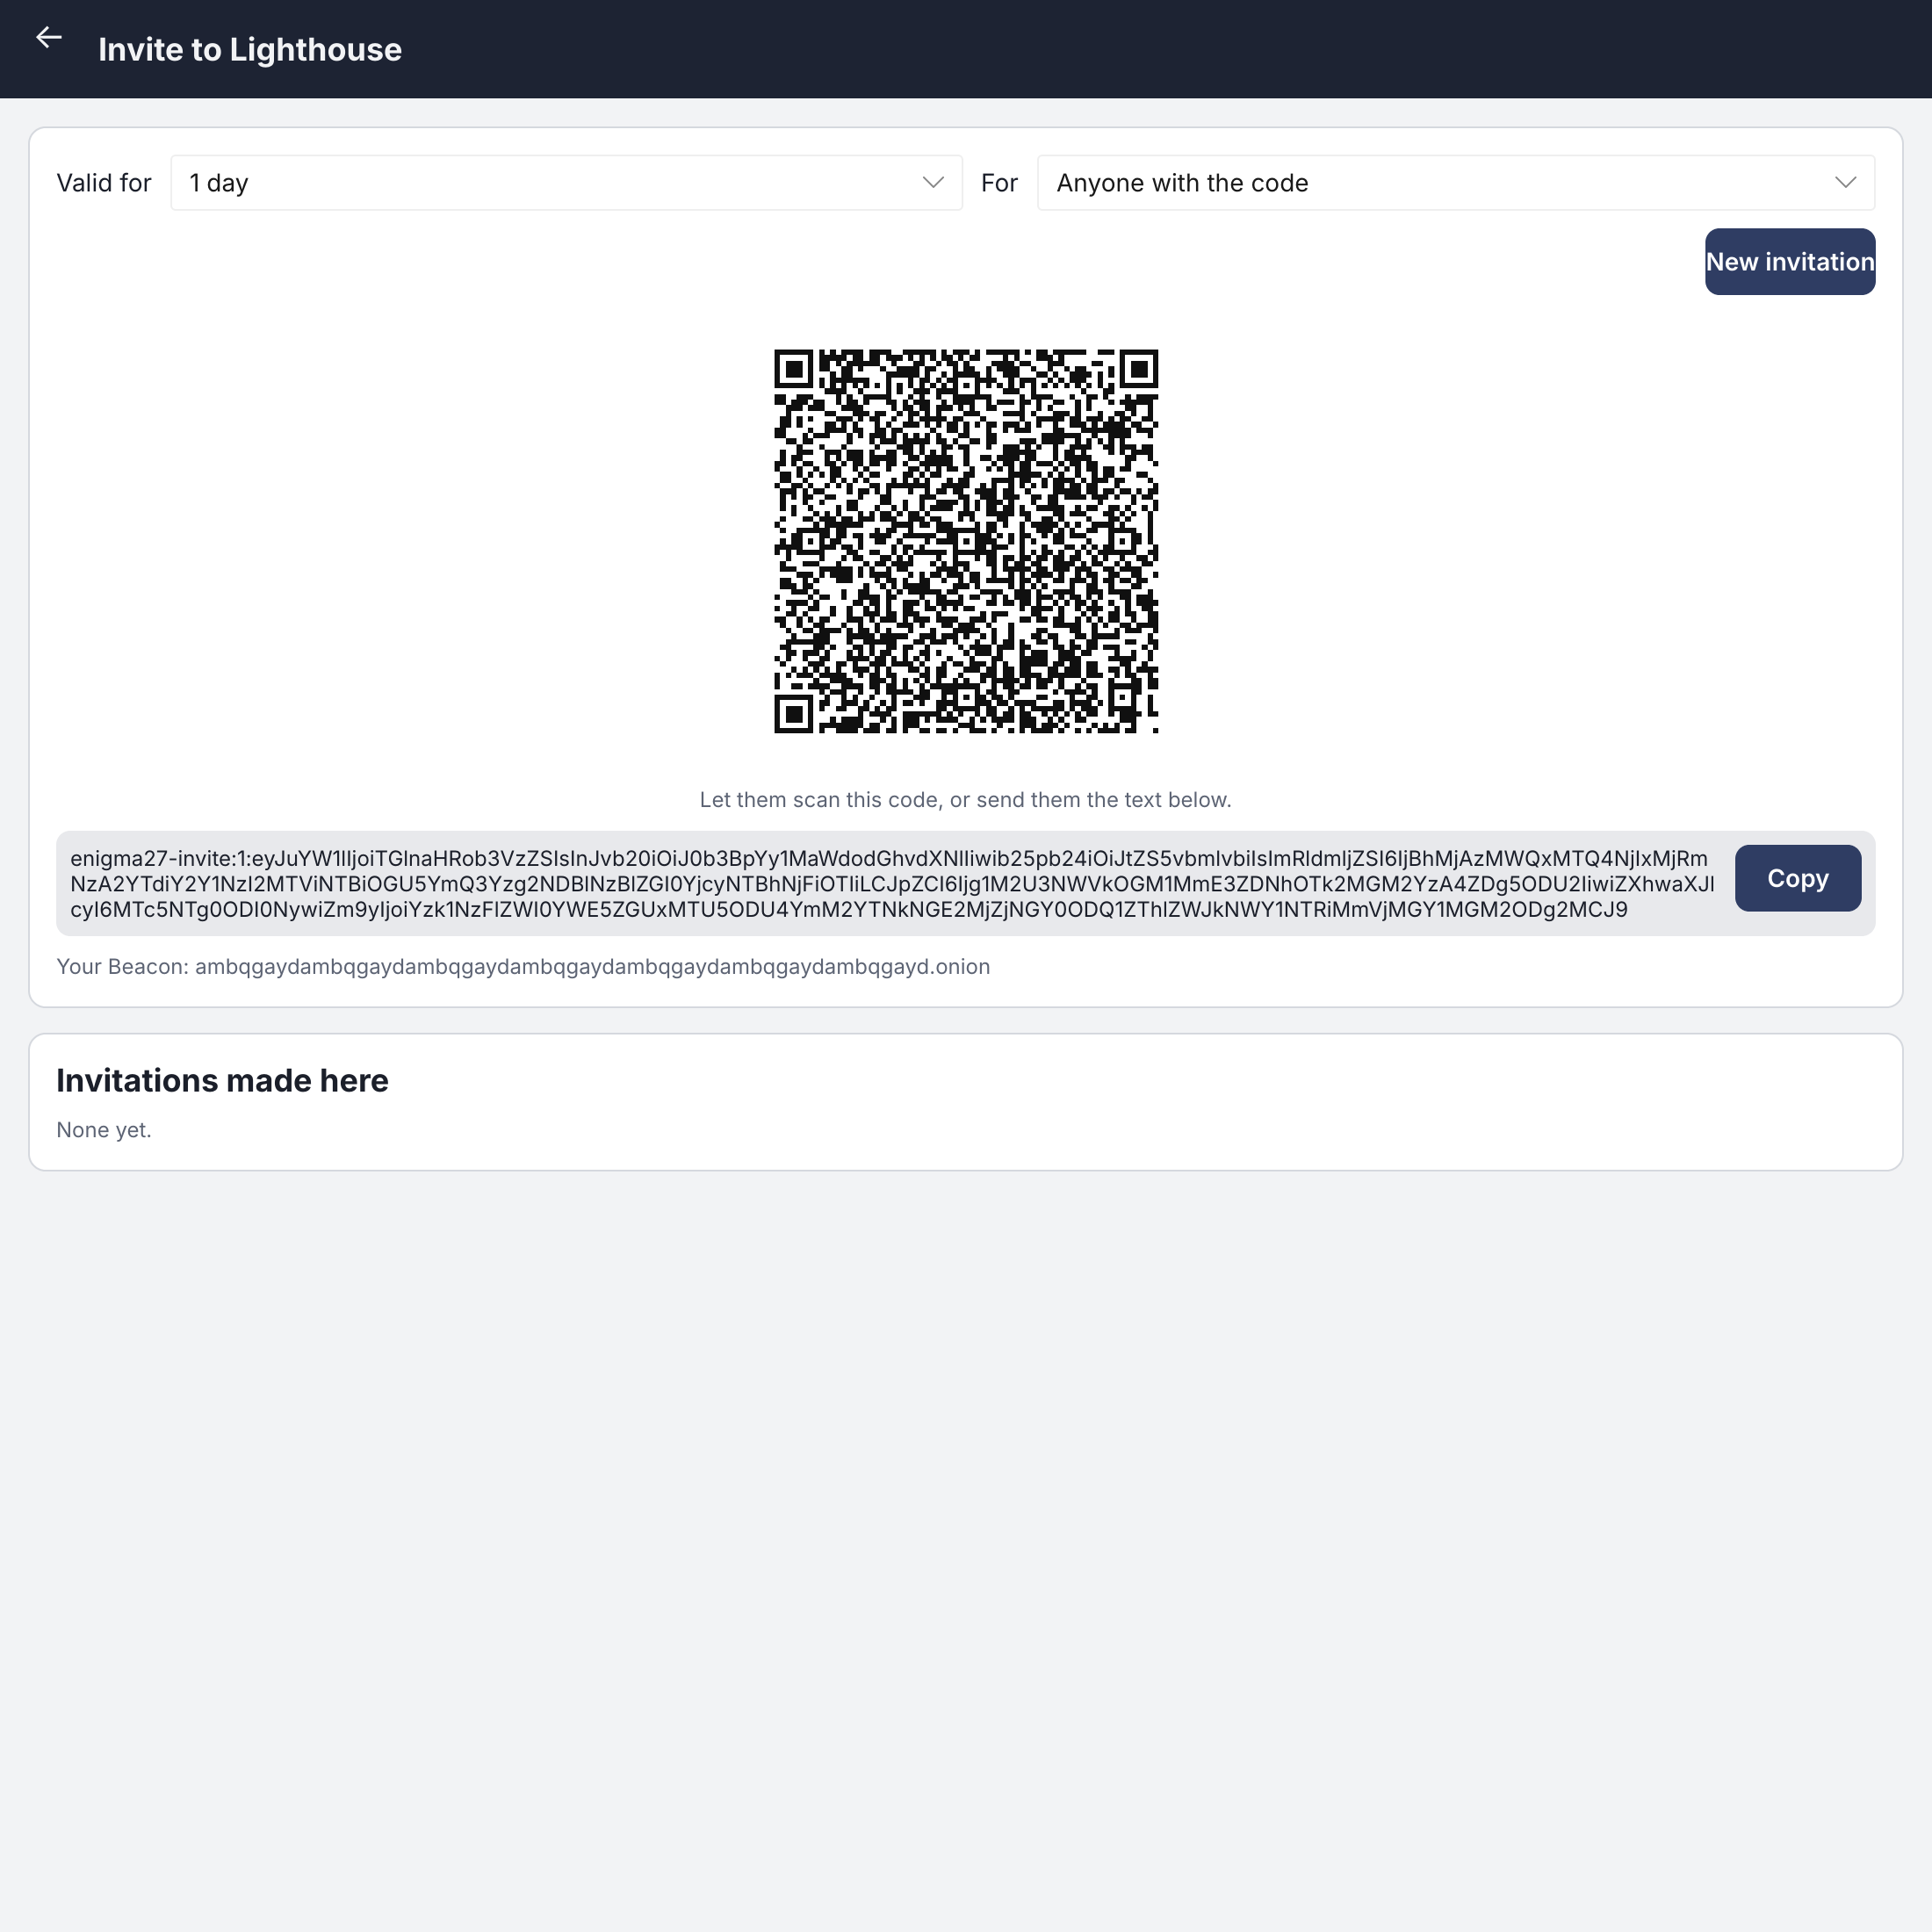 Invite to Lighthouse
Valid for
1 day
For
Anyone with the code
New invitation
Let them scan this code, or send them the text below.
enigma27-invite:1:eyJuYW1lIjoiTGlnaHRob3VzZSIsInJvb20iOiJ0b3BpYy1MaWdodGhvdXNlIiwib25pb24iOiJtZS5vbmlvbiIsImRldmljZSI6IjBhMjAzMWQxMTQ4NjIxMjRm
NzA2YTdiY2Y1NzI2MTViNTBiOGU5YmQ3Yzg2NDBlNzBlZGI0YjcyNTBhNjFiOTIiLCJpZCI6Ijg1M2U3NWVkOGM1MmE3ZDNhOTk2MGM2YzA4ZDg5ODU2IiwiZXhwaXJl
cyI6MTc5NTg0ODI0NywiZm9yIjoiYzk1NzFlZWI0YWE5ZGUxMTU5ODU4YmM2YTNkNGE2MjZjNGY0ODQ1ZThlZWJkNWY1NTRiMmVjMGY1MGM2ODg2MCJ9
Copy
Your Beacon: ambqgaydambqgaydambqgaydambqgaydambqgaydambqgaydambqgayd.onion
Invitations made here
None yet.